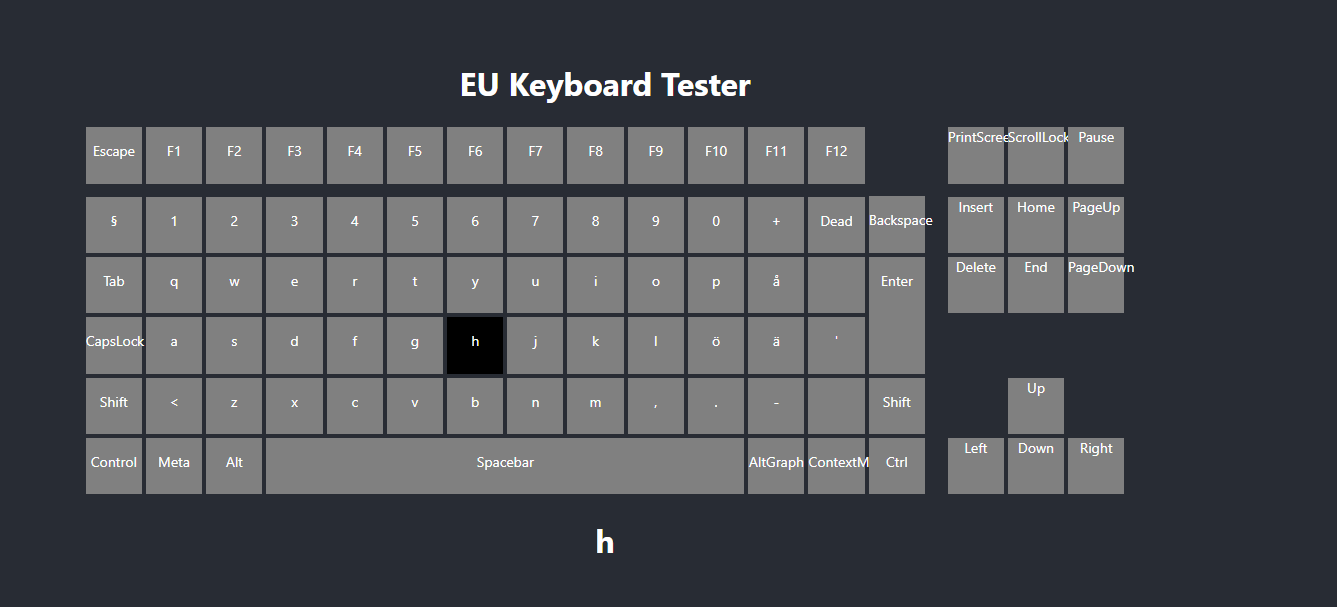 EU Keyboard Tester
Escape F1 F2 F3 F4 F5 F6 F7 F8 F9 F10 F11 F12 PrintScree ScrollLock Pause
§ 1 2 3 4 5 6 7 8 9 0 + Dead Backspace Insert Home PageUp
Tab q w e r t y u i o p å Enter Delete End PageDown
CapsLock a s d f g h j k l ö ä '
Shift < z x c v b n m , . - Shift Up
Control Meta Alt Spacebar AltGraph ContextM Ctrl Left Down Right
h